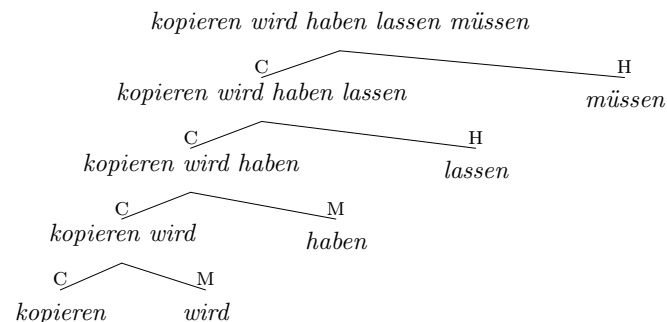 kopieren wird haben lassen müssen
C H
kopieren wird haben lassen müssen
C H
kopieren wird haben lassen
C M
kopieren wird haben
C M
kopieren wird